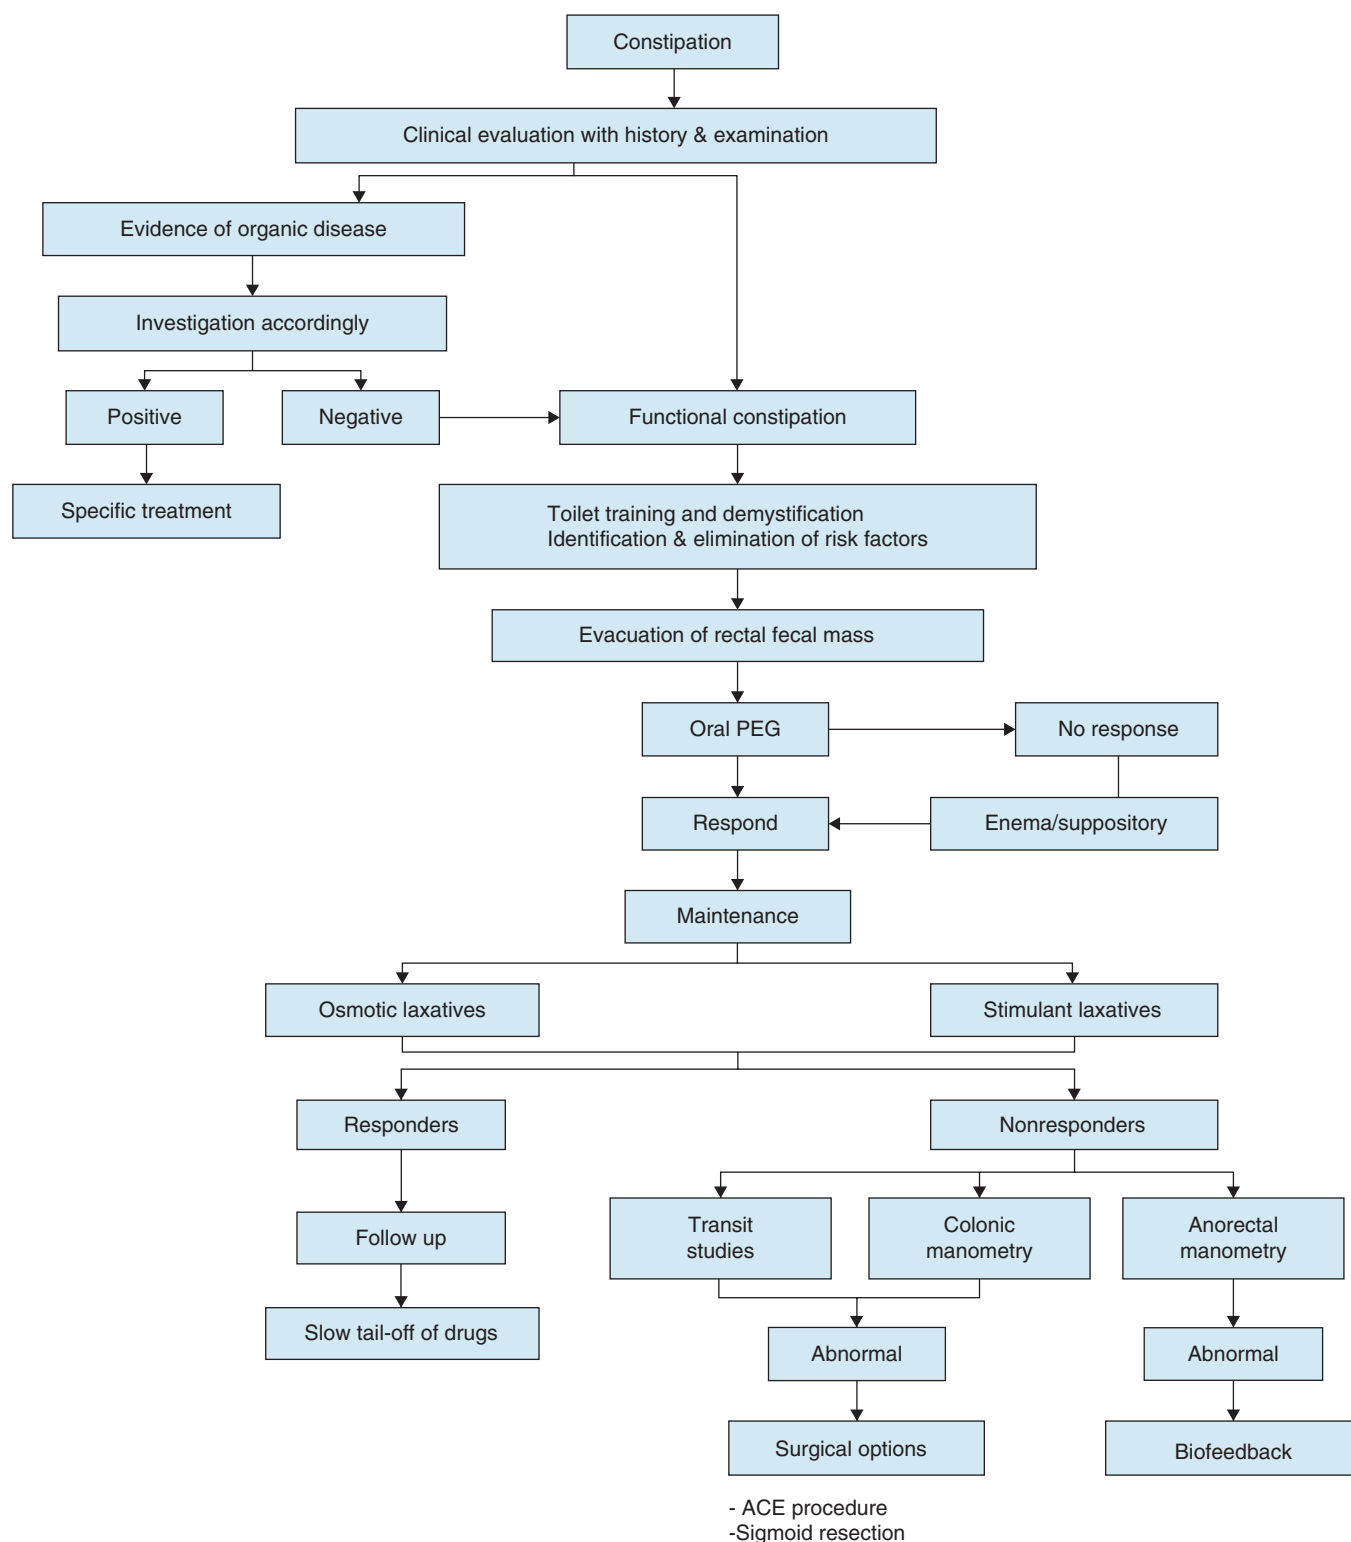 Constipation
Clinical evaluation with history & examination
Evidence of organic disease
Investigation accordingly
Positive
Negative
Functional constipation
Specific treatment
Toilet training and demystification
Identification & elimination of risk factors
Evacuation of rectal fecal mass
Oral PEG
No response
Respond
Enema/suppository
Maintenance
Osmotic laxatives
Stimulant laxatives
Responders
Nonresponders
Follow up
Transit
studies
Colonic
manometry
Anorectal
manometry
Slow tail-off of drugs
Abnormal
Abnormal
Surgical options
Biofeedback
- ACE procedure
-Sigmoid resection